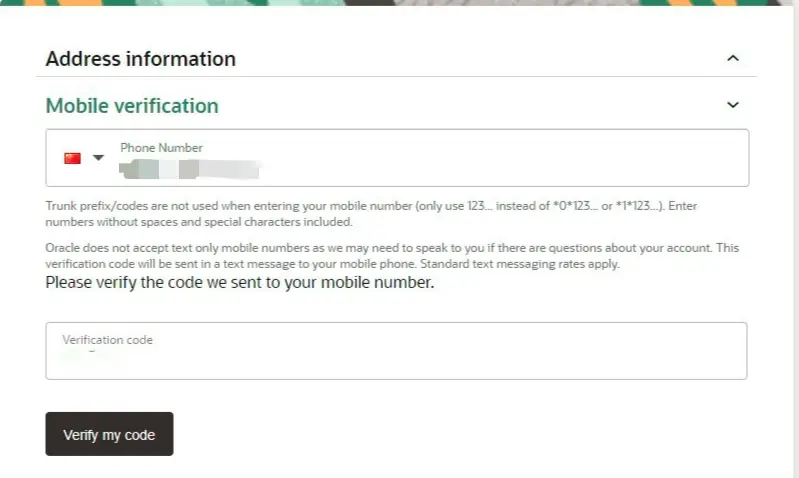 Address information
Mobile verification
Phone Number
Trunk prefix/codes are not used when entering your mobile number (only use 123... instead of *0*123... or *1*123...). Enter
numbers without spaces and special characters included.
Oracle does not accept text only mobile numbers as we may need to speak to you if there are questions about your account. This
verification code will be sent in a text message to your mobile phone. Standard text messaging rates apply.
Please verify the code we sent to your mobile number.
Verification code
Verify my code